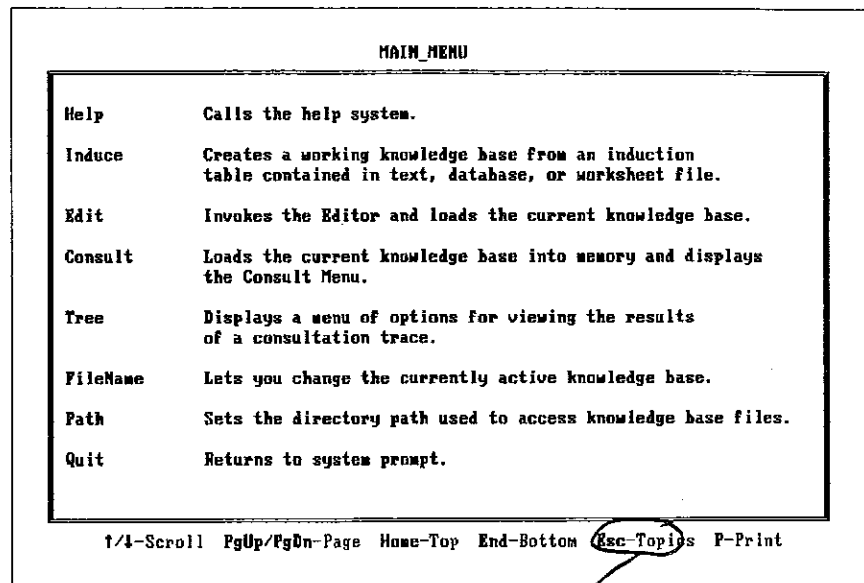 MAIN_MENU
Help Calls the help system.
Induce Creates a working knowledge base from an induction
table contained in text, database, or worksheet file.
Edit Invokes the Editor and loads the current knowledge base.
Consult Loads the current knowledge base into memory and displays
the Consult Menu.
Tree Displays a menu of options for viewing the results
of a consultation trace.
FileName Lets you change the currently active knowledge base.
Path Sets the directory path used to access knowledge base files.
Quit Returns to system prompt.
↑/↓-Scroll PgUp/PgDn-Page Home-Top End-Bottom Esc-Topics P-Print